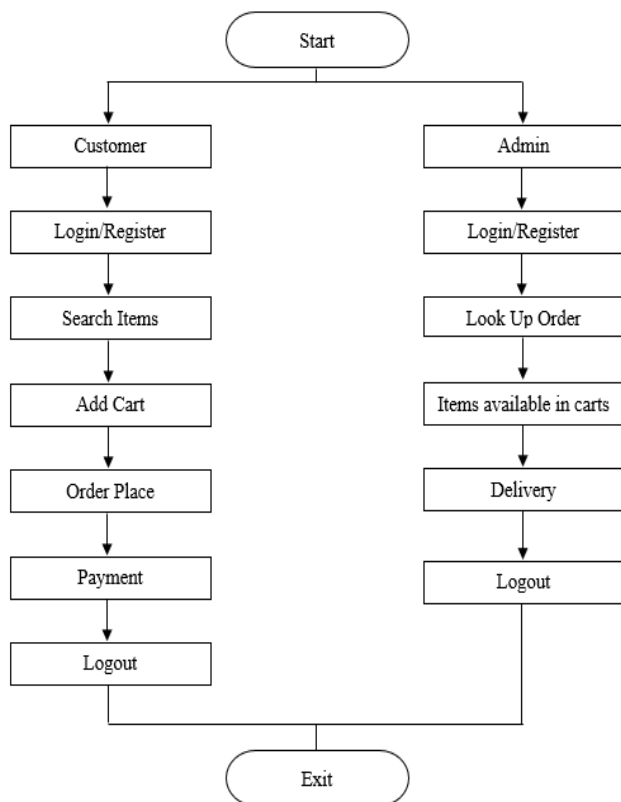 Start
Customer
Admin
Login/Register
Login/Register
Search Items
Look Up Order
Add Cart
Items available in carts
Order Place
Delivery
Payment
Logout
Logout
Exit